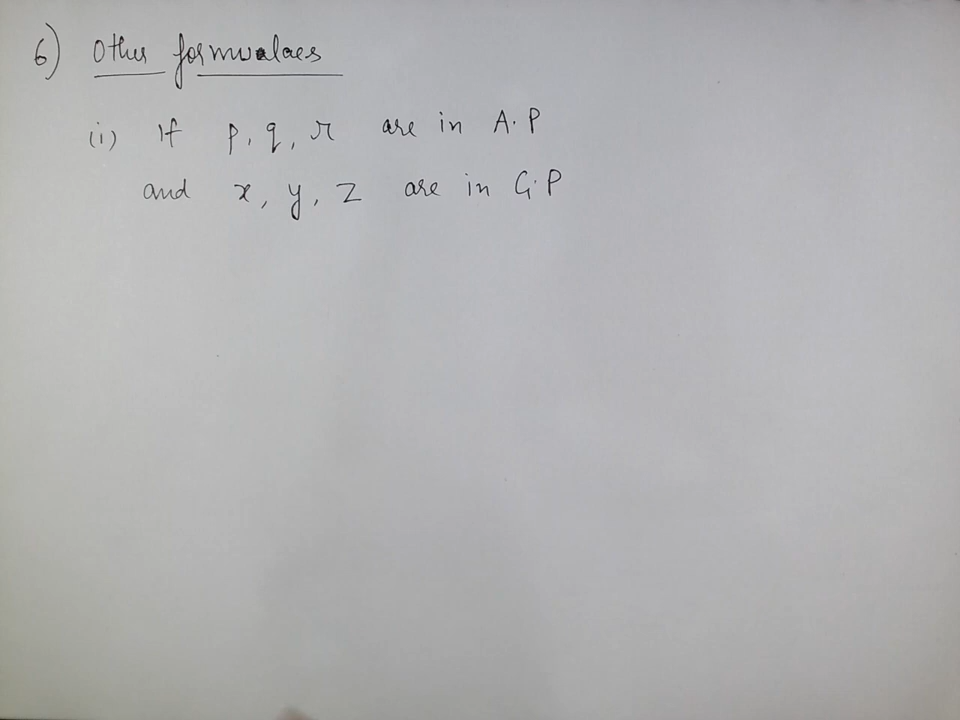 6) Other formulaes
(i) If p, q, r are in A.P
and x, y, z are in G.P